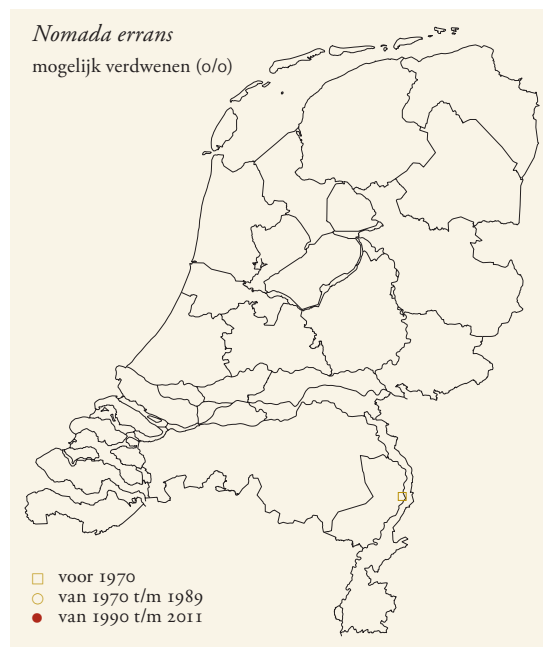 Nomada errans
mogelijk verdwenen (0/0)
voor 1970
van 1970 t/m 1989
van 1990 t/m 2011